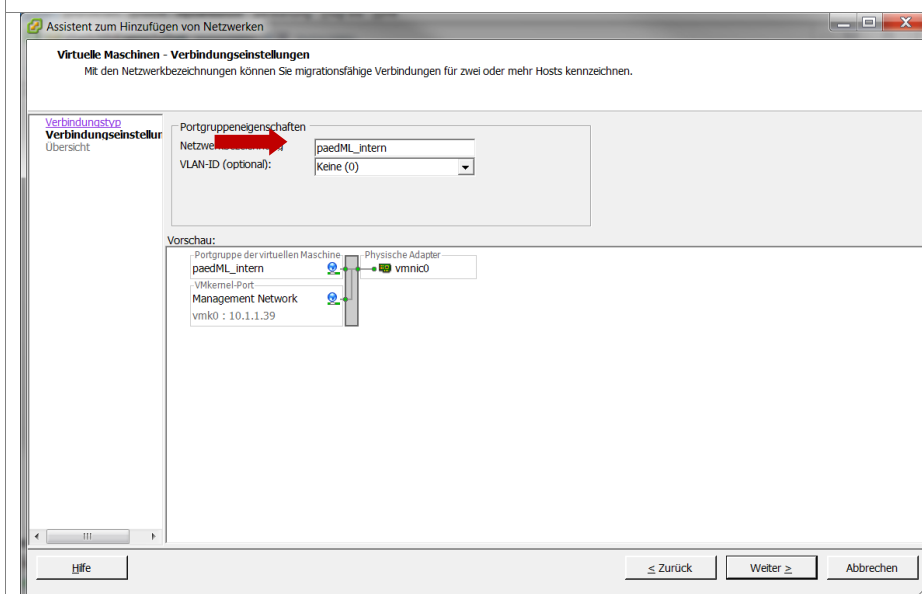 Assistent zum Hinzufügen von Netzwerken
Virtuelle Maschinen - Verbindungseinstellungen
Mit den Netzwerkbezeichnungen können Sie migrationsfähige Verbindungen für zwei oder mehr Hosts kennzeichnen.
Verbindungstyp
Verbindungseinstellur
Übersicht
Portgruppeneigenschaften
paedML_intern
VLAN-ID (optional):
Keine (0)
Vorschau:
Portgruppe der virtuellen Maschine
Physische Adapter
paedML_intern
vmnic0
VMkernel-Port
Management Network
vmk0 : 10.1.1.39
Hilfe
< Zurück
Weiter >
Abbrechen